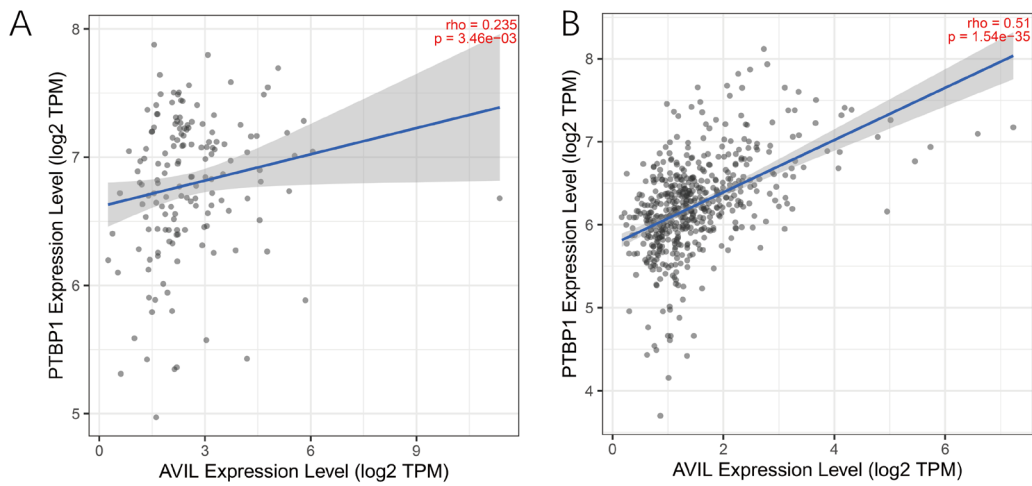 A
rho = 0.235
p = 3.46e-03
8
7
6
5
PTBP1 Expression Level (log2 TPM)
0 3 6 9
AVIL Expression Level (log2 TPM)
B
rho = 0.51
p = 1.54e-35
8
7
6
5
4
PTBP1 Expression Level (log2 TPM)
0 2 4 6
AVIL Expression Level (log2 TPM)